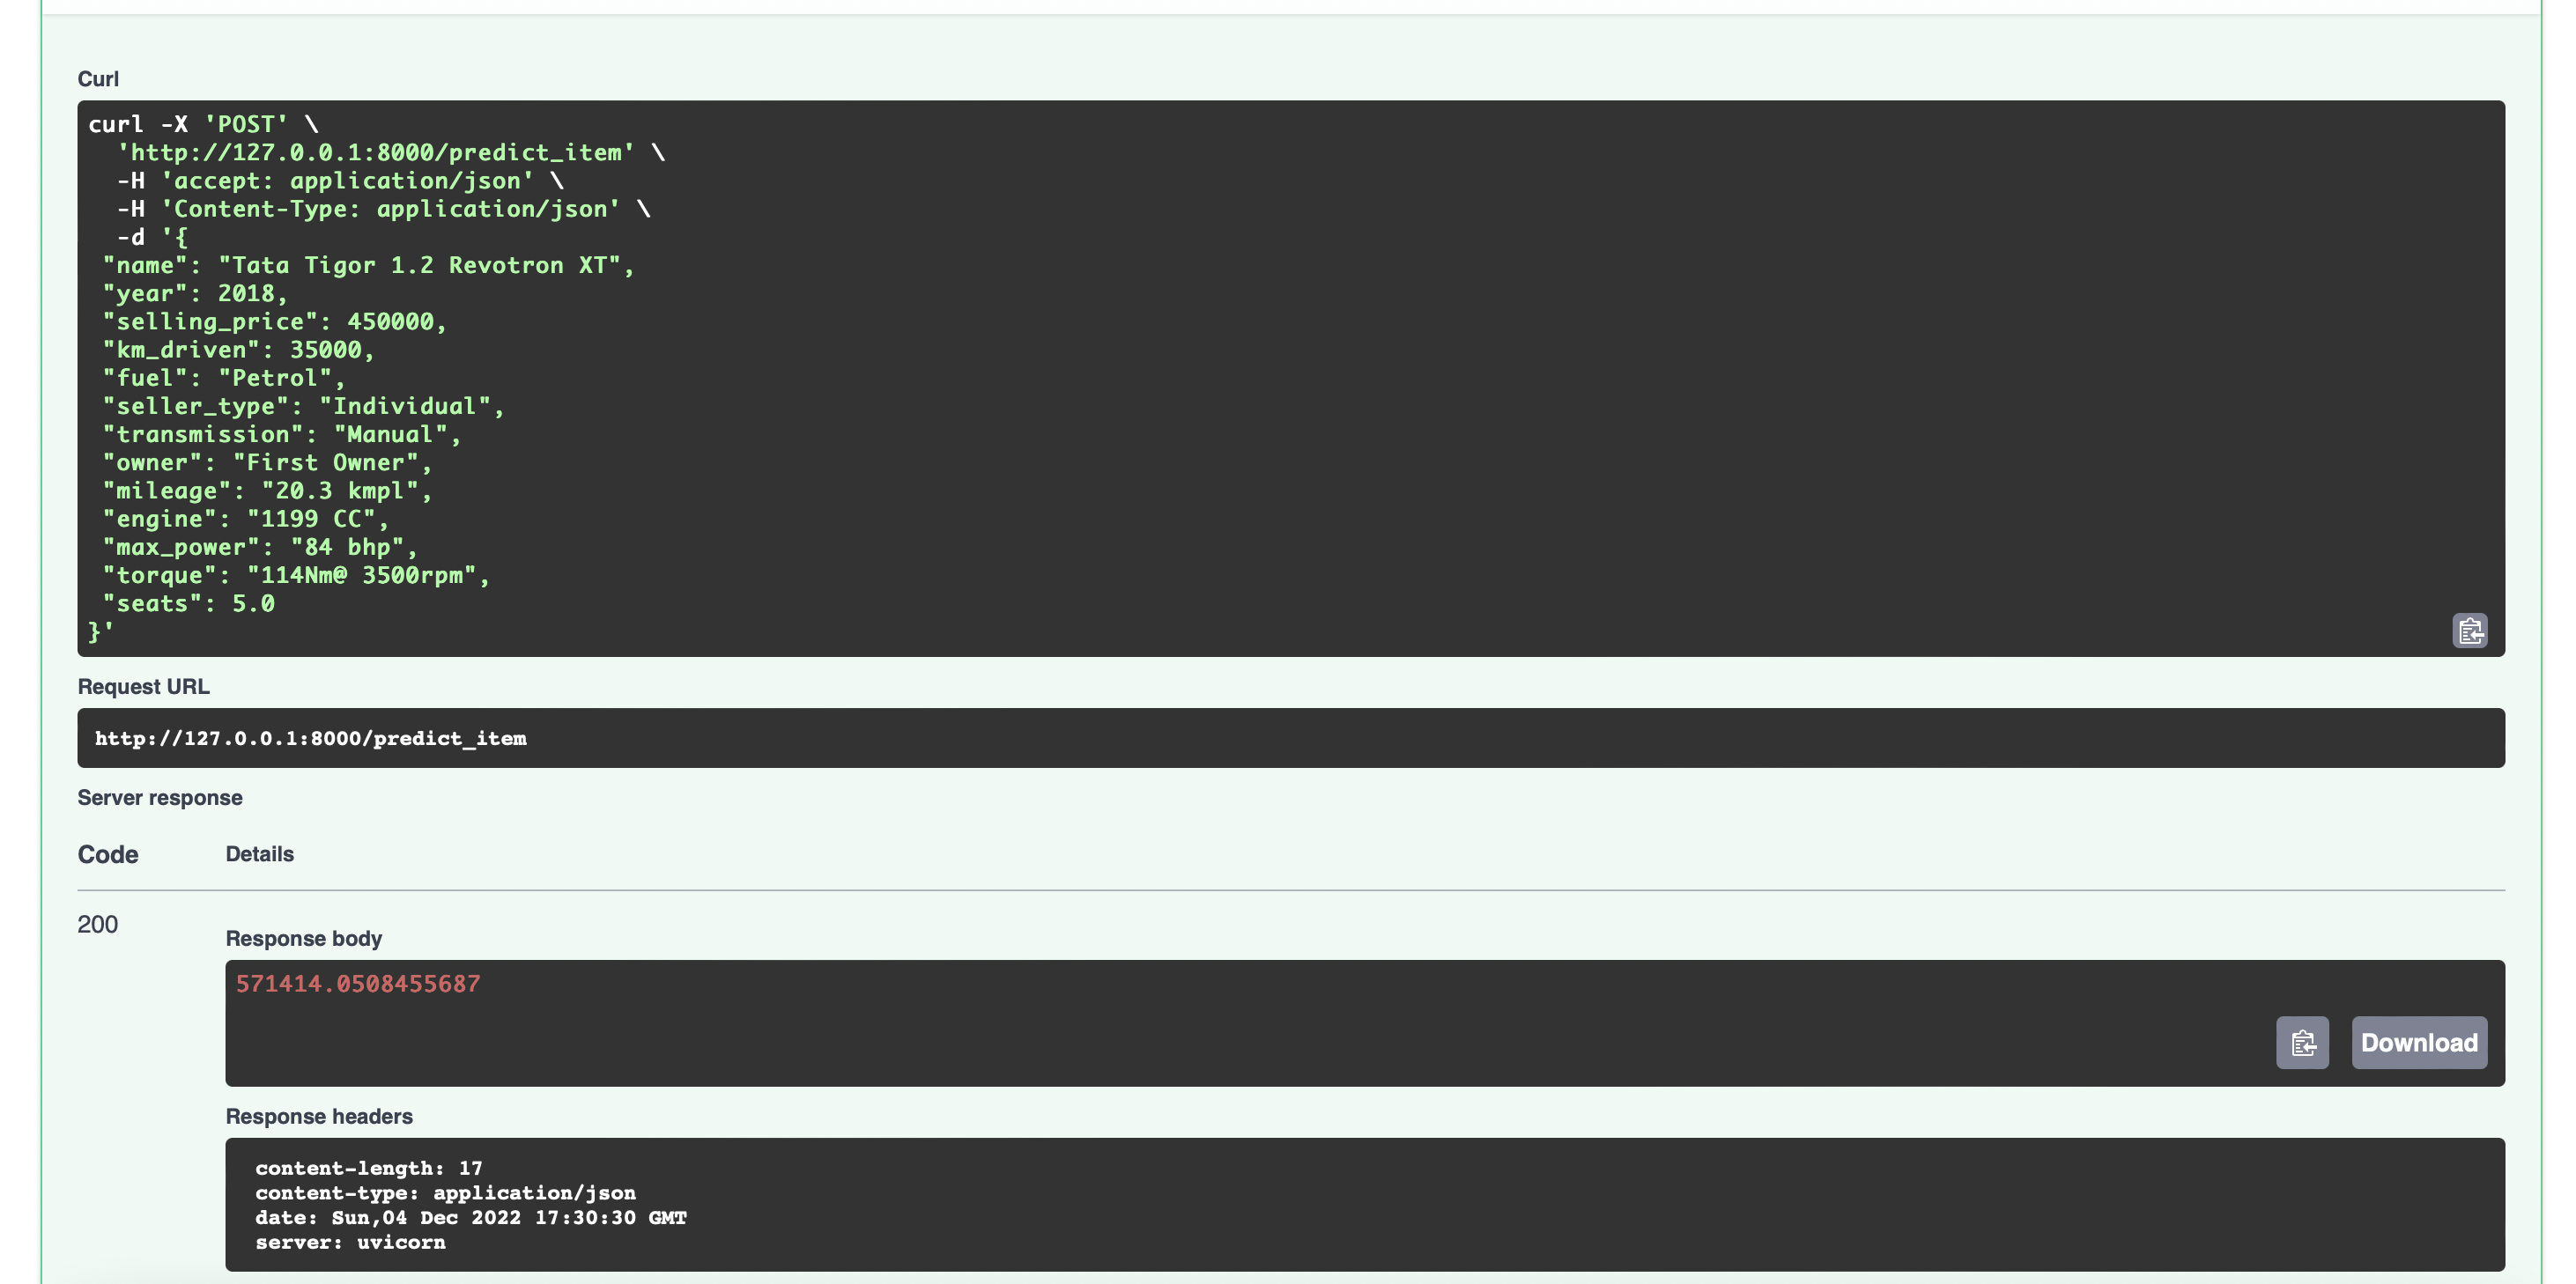 Curl
curl -X 'POST' \
  'http://127.0.0.1:8000/predict_item' \
  -H 'accept: application/json' \
  -H 'Content-Type: application/json' \
  -d '{
 "name": "Tata Tigor 1.2 Revotron XT",
 "year": 2018,
 "selling_price": 450000,
 "km_driven": 35000,
 "fuel": "Petrol",
 "seller_type": "Individual",
 "transmission": "Manual",
 "owner": "First Owner",
 "mileage": "20.3 kmpl",
 "engine": "1199 CC",
 "max_power": "84 bhp",
 "torque": "114Nm@ 3500rpm",
 "seats": 5.0
}'
Request URL
http://127.0.0.1:8000/predict_item
Server response
Code Details
200
Response body
571414.0508455687
Download
Response headers
content-length: 17
content-type: application/json
date: Sun,04 Dec 2022 17:30:30 GMT
server: uvicorn